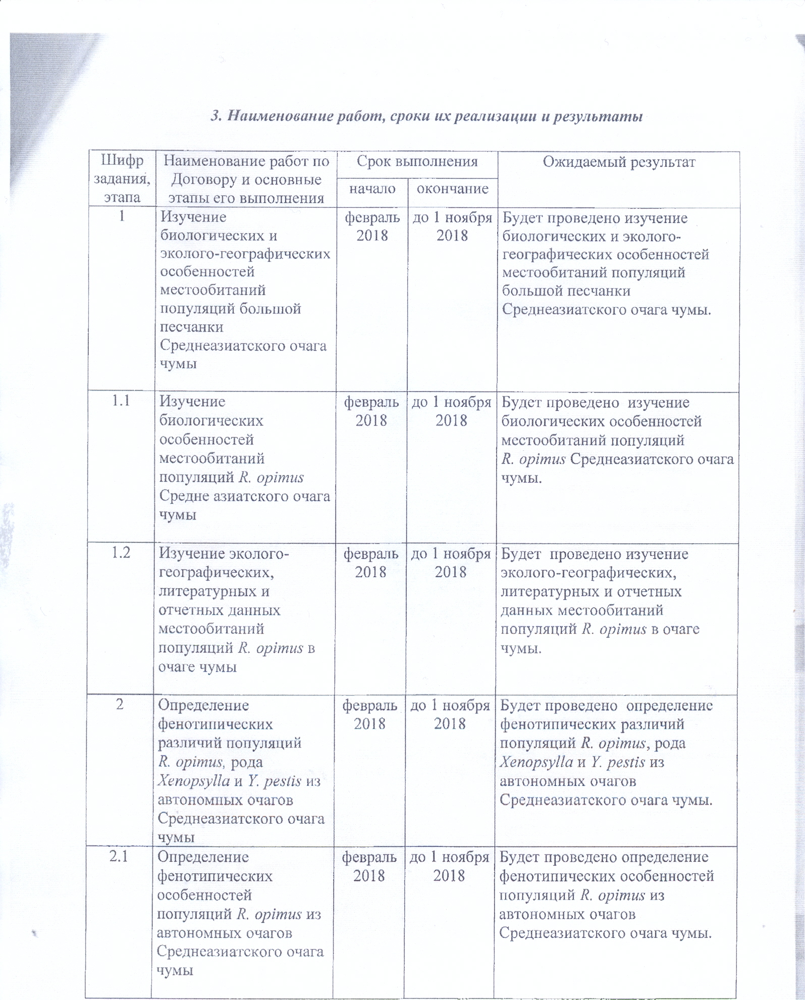 3. Наименование работ, сроки их реализации и результаты
Шифр
задания,
этапа
Наименование работ по
Договору и основные
этапы его выполнения
Срок выполнения
начало
окончание
Ожидаемый результат
1
Изучение
биологических и
эколого-географических
особенностей
местообитаний
популяций большой
песчанки
Среднеазиатского очага
чумы
февраль
2018
до 1 ноября
2018
Будет проведено изучение
биологических и эколого-
географических особенностей
местообитаний популяций
большой песчанки
Среднеазиатского очага чумы.
1.1
Изучение
биологических
особенностей
местообитаний
популяций R. opimus
Средне азиатского очага
чумы
февраль
2018
до 1 ноября
2018
Будет проведено изучение
биологических особенностей
местообитаний популяций
R. opimus Среднеазиатского очага
чумы.
1.2
Изучение эколого-
географических,
литературных и
отчетных данных
местообитаний
популяций R. opimus в
очаге чумы
февраль
2018
до 1 ноября
2018
Будет проведено изучение
эколого-географических,
литературных и отчетных
данных местообитаний
популяций R. opimus в очаге
чумы.
2
Определение
фенотипических
различий популяций
R. opimus, рода
Xenopsylla и Y. pestis из
автономных очагов
Среднеазиатского очага
чумы
февраль
2018
до 1 ноября
2018
Будет проведено определение
фенотипических различий
популяций R. opimus, рода
Xenopsylla и Y. pestis из
автономных очагов
Среднеазиатского очага чумы.
2.1
Определение
фенотипических
особенностей
популяций R. opimus из
автономных очагов
Среднеазиатского очага
чумы
февраль
2018
до 1 ноября
2018
Будет проведено определение
фенотипических особенностей
популяций R. opimus из
автономных очагов
Среднеазиатского очага чумы.